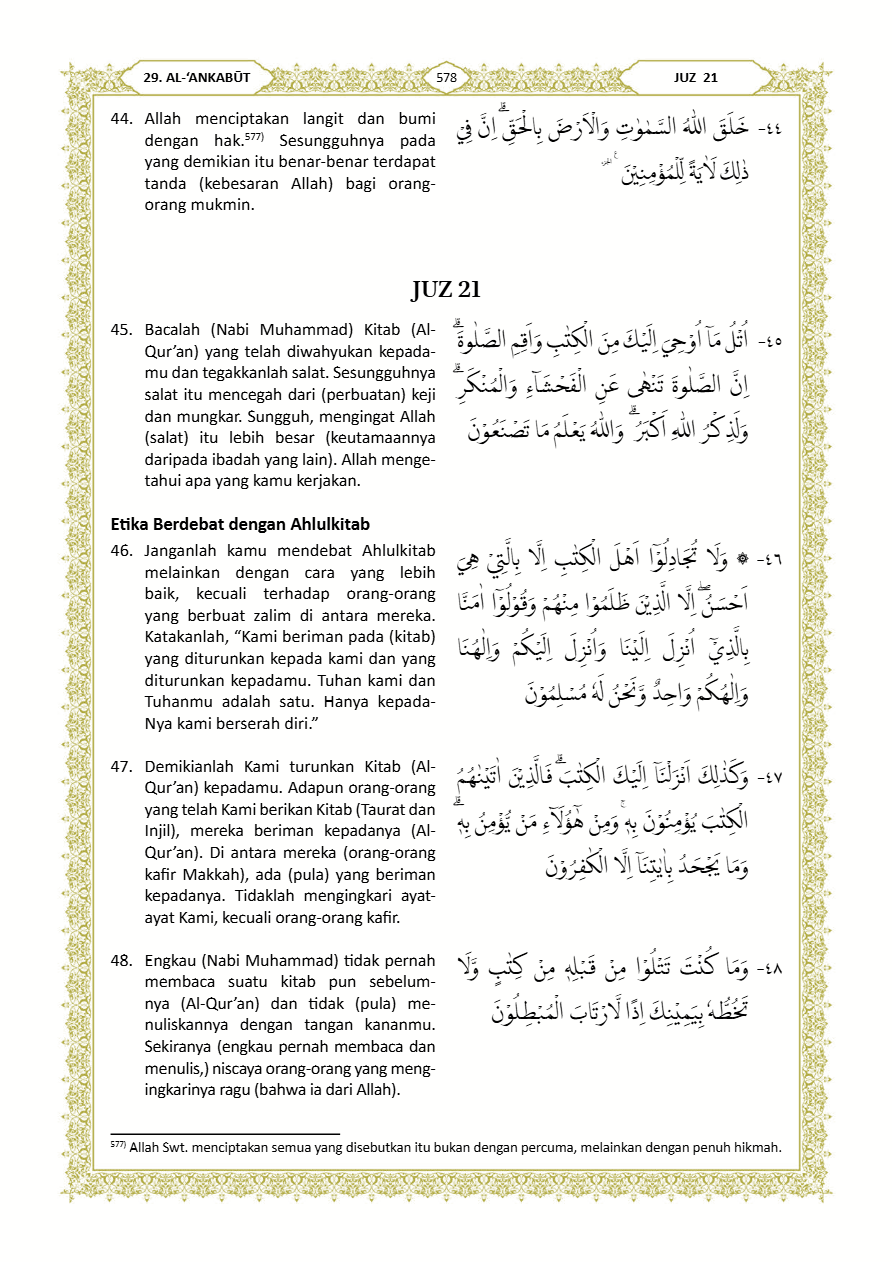 29. AL-‘ANKABŪT
578
JUZ 21
44. Allah menciptakan langit dan bumi
dengan hak.577) Sesungguhnya pada
yang demikian itu benar-benar terdapat
tanda (kebesaran Allah) bagi orang-
orang mukmin.
٤٤- خَلَقَ اللّٰهُ السَّمٰوٰتِ وَالْاَرْضَ بِالْحَقِّۗ اِنَّ فِيْ
ذٰلِكَ لَاٰيَةً لِّلْمُؤْمِنِيْنَ ࣖ
JUZ 21
45. Bacalah (Nabi Muhammad) Kitab (Al-
Qur’an) yang telah diwahyukan kepada-
mu dan tegakkanlah salat. Sesungguhnya
salat itu mencegah dari (perbuatan) keji
dan mungkar. Sungguh, mengingat Allah
(salat) itu lebih besar (keutamaannya
daripada ibadah yang lain). Allah menge-
tahui apa yang kamu kerjakan.
٤٥- اُتْلُ مَآ اُوْحِيَ اِلَيْكَ مِنَ الْكِتٰبِ وَاَقِمِ الصَّلٰوةَۗ
اِنَّ الصَّلٰوةَ تَنْهٰى عَنِ الْفَحْشَاۤءِ وَالْمُنْكَرِۗ
وَلَذِكْرُ اللّٰهِ اَكْبَرُۗ وَاللّٰهُ يَعْلَمُ مَا تَصْنَعُوْنَ
Etika Berdebat dengan Ahlulkitab
46. Janganlah kamu mendebat Ahlulkitab
melainkan dengan cara yang lebih
baik, kecuali terhadap orang-orang
yang berbuat zalim di antara mereka.
Katakanlah, “Kami beriman pada (kitab)
yang diturunkan kepada kami dan yang
diturunkan kepadamu. Tuhan kami dan
Tuhanmu adalah satu. Hanya kepada-
Nya kami berserah diri.”
٤٦- ۞ وَلَا تُجَادِلُوْٓا اَهْلَ الْكِتٰبِ اِلَّا بِالَّتِيْ هِيَ
اَحْسَنُۖ اِلَّا الَّذِيْنَ ظَلَمُوْا مِنْهُمْ وَقُوْلُوْٓا اٰمَنَّا
بِالَّذِيْٓ اُنْزِلَ اِلَيْنَا وَاُنْزِلَ اِلَيْكُمْ وَاِلٰهُنَا
وَاِلٰهُكُمْ وَاحِدٌ وَّنَحْنُ لَهٗ مُسْلِمُوْنَ
47. Demikianlah Kami turunkan Kitab (Al-
Qur’an) kepadamu. Adapun orang-orang
yang telah Kami berikan Kitab (Taurat dan
Injil), mereka beriman kepadanya (Al-
Qur’an). Di antara mereka (orang-orang
kafir Makkah), ada (pula) yang beriman
kepadanya. Tidaklah mengingkari ayat-
ayat Kami, kecuali orang-orang kafir.
٤٧- وَكَذٰلِكَ اَنْزَلْنَآ اِلَيْكَ الْكِتٰبَۗ فَالَّذِيْنَ اٰتَيْنٰهُمُ
الْكِتٰبَ يُؤْمِنُوْنَ بِهٖۚ وَمِنْ هٰٓؤُلَاۤءِ مَنْ يُّؤْمِنُ بِهٖۗ
وَمَا يَجْحَدُ بِاٰيٰتِنَآ اِلَّا الْكٰفِرُوْنَ
48. Engkau (Nabi Muhammad) tidak pernah
membaca suatu kitab pun sebelum-
nya (Al-Qur’an) dan tidak (pula) me-
nuliskannya dengan tangan kananmu.
Sekiranya (engkau pernah membaca dan
menulis,) niscaya orang-orang yang meng-
ingkarinya ragu (bahwa ia dari Allah).
٤٨- وَمَا كُنْتَ تَتْلُوْا مِنْ قَبْلِهٖ مِنْ كِتٰبٍ وَّلَا
تَخُطُّهٗ بِيَمِيْنِكَ اِذًا لَّارْتَابَ الْمُبْطِلُوْنَ
577) Allah Swt. menciptakan semua yang disebutkan itu bukan dengan percuma, melainkan dengan penuh hikmah.